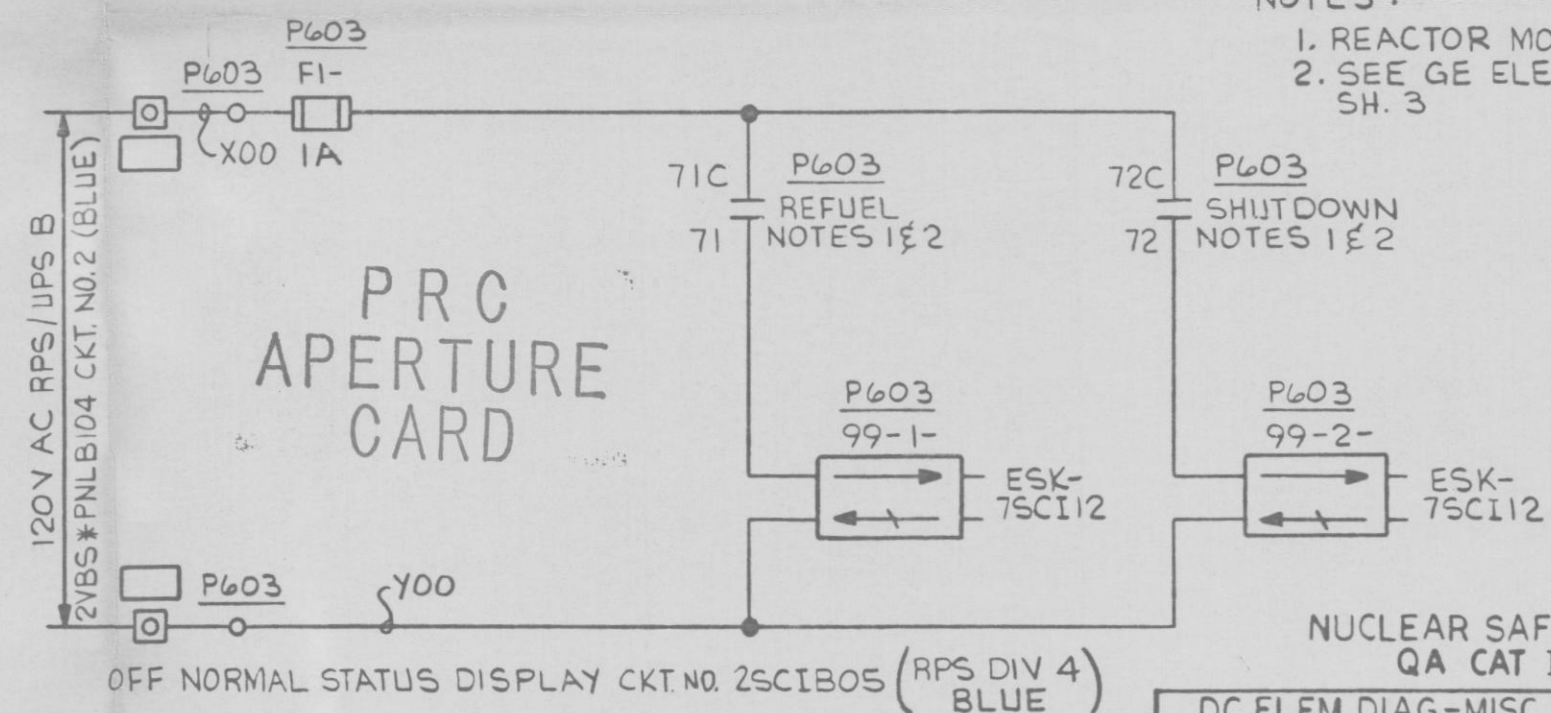 NOTES:
1. REACTOR MO
2. SEE GE ELE
SH. 3
P603
P603
F1-
X00
1A
120V AC RPS/UPS B
2VBS*PNLB104 CKT. NO.2 (BLUE)
71C
P603
REFUEL
NOTES 1&2
71
72C
P603
SHUTDOWN
NOTES 1&2
72
PRC
APERTURE
CARD
P603
99-1-
ESK-
7SCI12
P603
99-2-
ESK-
7SCI12
P603
Y00
OFF NORMAL STATUS DISPLAY CKT. NO. 2SCIB05 (RPS DIV 4)
BLUE
NUCLEAR SAF
QA CAT I
DC ELEM DIAG-MISC